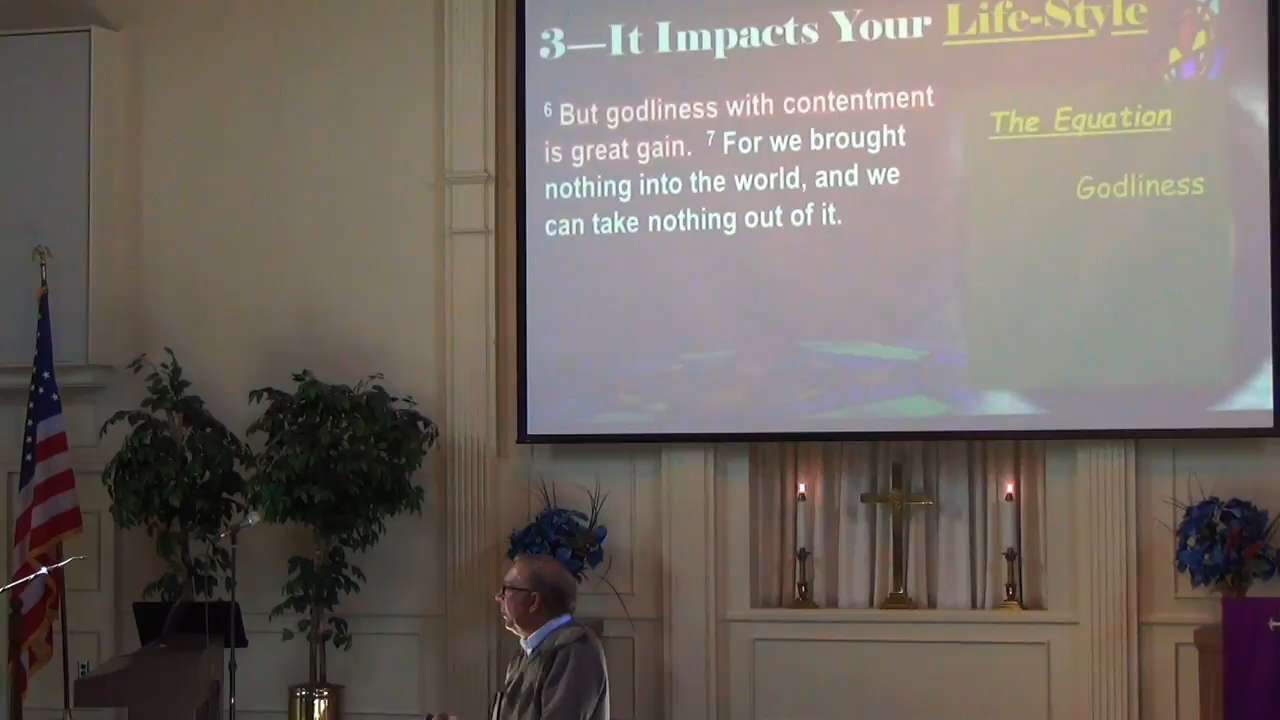 3—It Impacts Your Life-Style
6 But godliness with contentment
is great gain. 7 For we brought
nothing into the world, and we
can take nothing out of it.
The Equation
Godliness